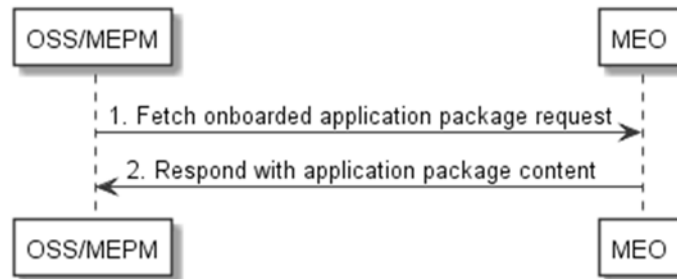 OSS/MEPM
MEO
1. Fetch onboarded application package request
2. Respond with application package content
OSS/MEPM
MEO